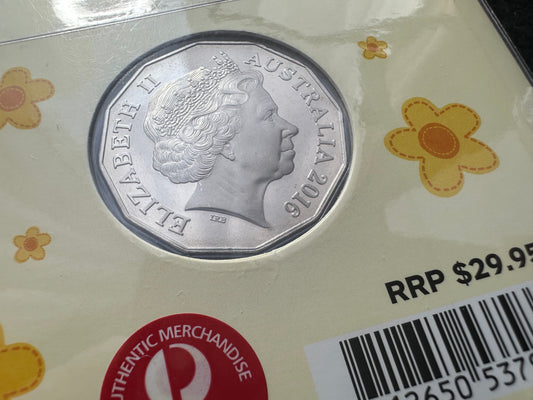 ELIZABETH II AUSTRALIA 2016
IRB
RRP $29.95
AUTHENTIC MERCHANDISE